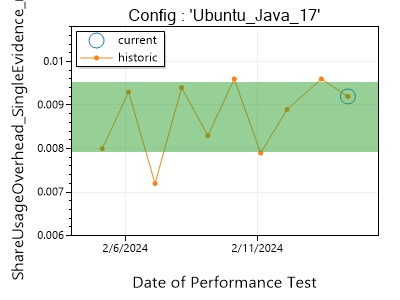 Config : 'Ubuntu_Java_17'
current
historic
0.01
0.009
0.008
0.007
0.006
ShareUsageOverhead_SingleEvidence_
2/6/2024
2/11/2024
Date of Performance Test